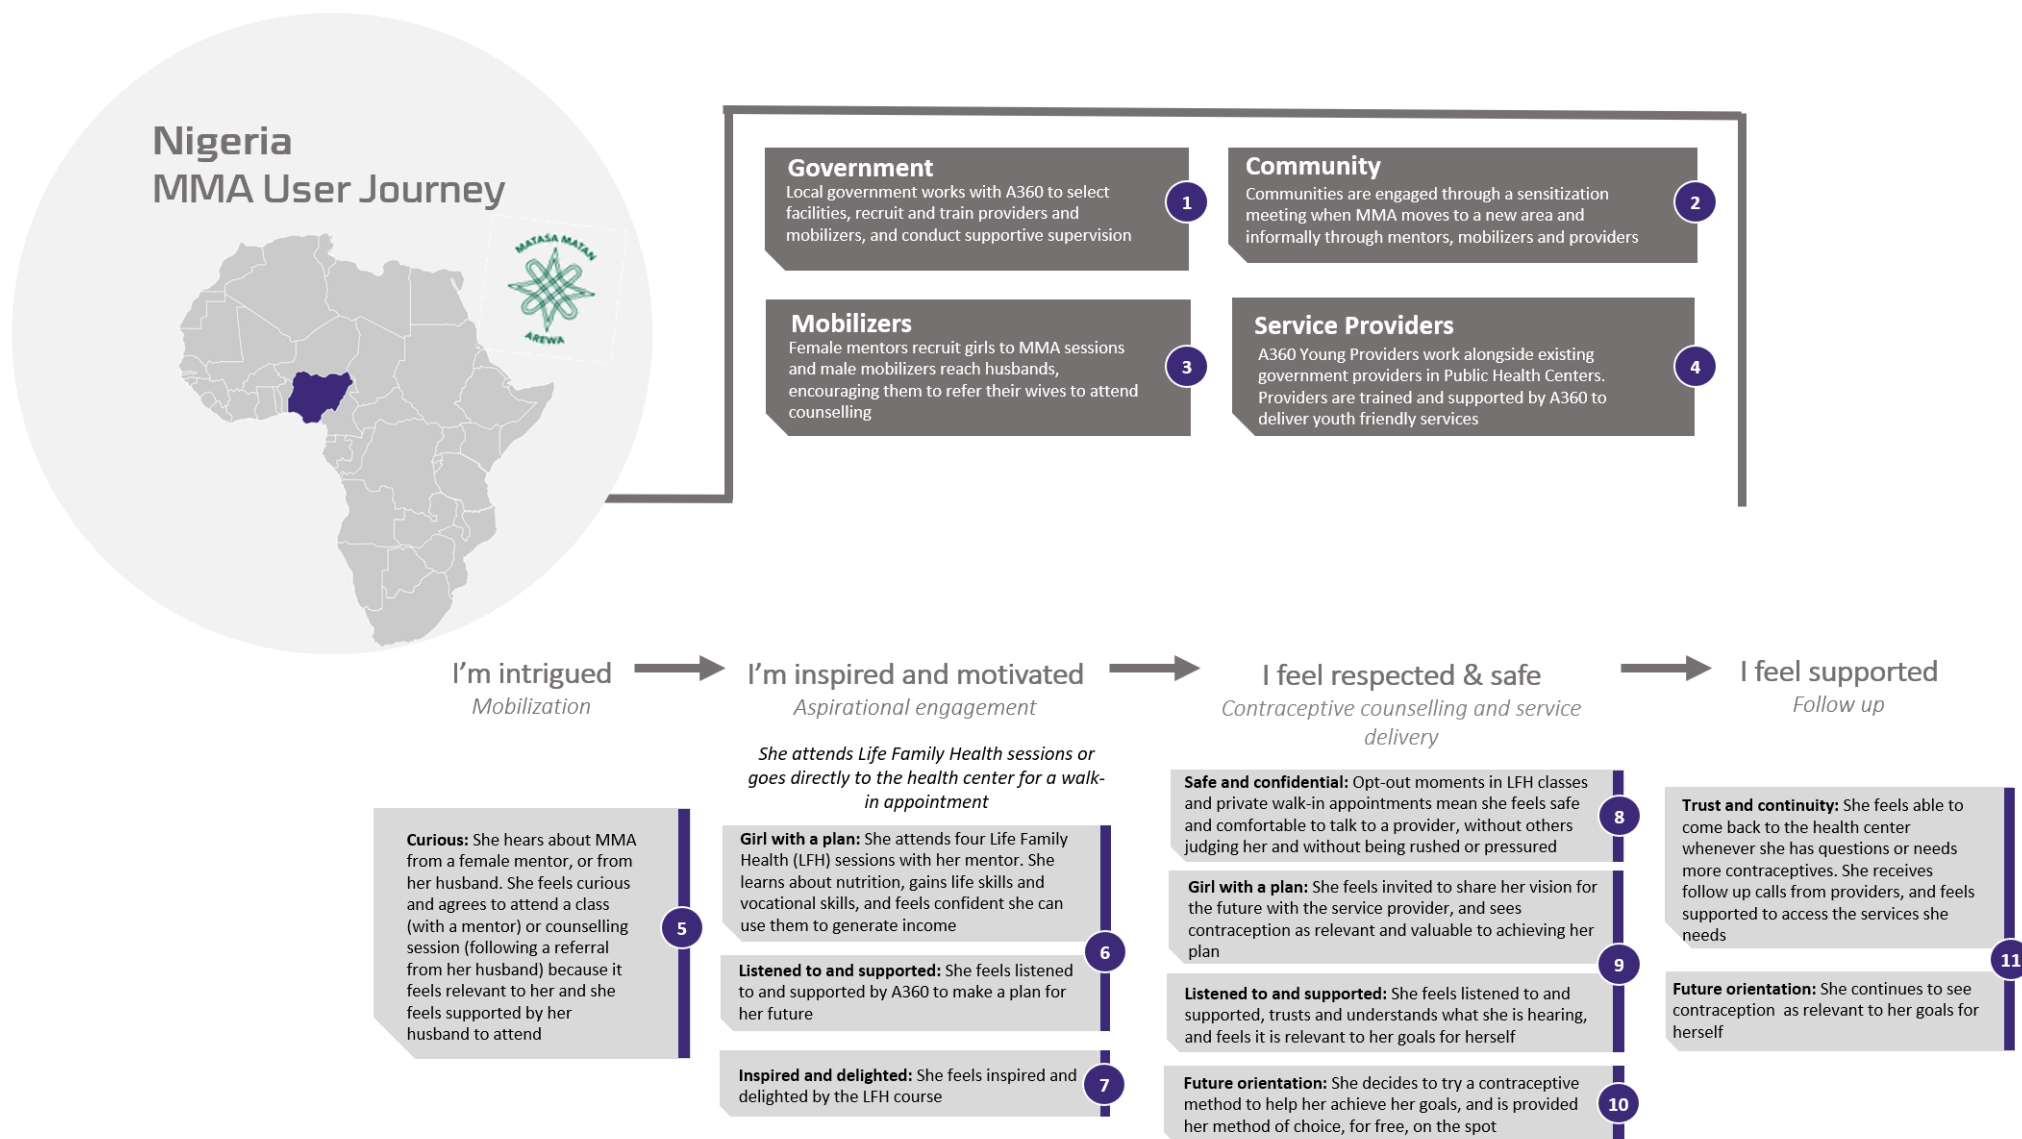 Nigeria
MMA User Journey
MATASA MATAN
AREWA
Government
Local government works with A360 to select
facilities, recruit and train providers and
mobilizers, and conduct supportive supervision
1
Community
Communities are engaged through a sensitization
meeting when MMA moves to a new area and
informally through mentors, mobilizers and providers
2
Mobilizers
Female mentors recruit girls to MMA sessions
and male mobilizers reach husbands,
encouraging them to refer their wives to attend
counselling
3
Service Providers
A360 Young Providers work alongside existing
government providers in Public Health Centers.
Providers are trained and supported by A360 to
deliver youth friendly services
4
I'm intrigued
Mobilization
Curious: She hears about MMA
from a female mentor, or from
her husband. She feels curious
and agrees to attend a class
(with a mentor) or counselling
session (following a referral
from her husband) because it
feels relevant to her and she
feels supported by her
husband to attend
5
I'm inspired and motivated
Aspirational engagement
She attends Life Family Health sessions or
goes directly to the health center for a walk-
in appointment
Girl with a plan: She attends four Life Family
Health (LFH) sessions with her mentor. She
learns about nutrition, gains life skills and
vocational skills, and feels confident she can
use them to generate income
Listened to and supported: She feels listened
to and supported by A360 to make a plan for
her future
6
Inspired and delighted: She feels inspired and
delighted by the LFH course
7
I feel respected & safe
Contraceptive counselling and service
delivery
Safe and confidential: Opt-out moments in LFH classes
and private walk-in appointments mean she feels safe
and comfortable to talk to a provider, without others
judging her and without being rushed or pressured
8
Girl with a plan: She feels invited to share her vision for
the future with the service provider, and sees
contraception as relevant and valuable to achieving her
plan
Listened to and supported: She feels listened to and
supported, trusts and understands what she is hearing,
and feels it is relevant to her goals for herself
9
Future orientation: She decides to try a contraceptive
method to help her achieve her goals, and is provided
her method of choice, for free, on the spot
10
I feel supported
Follow up
Trust and continuity: She feels able to
come back to the health center
whenever she has questions or needs
more contraceptives. She receives
follow up calls from providers, and feels
supported to access the services she
needs
Future orientation: She continues to see
contraception as relevant to her goals for
herself
11